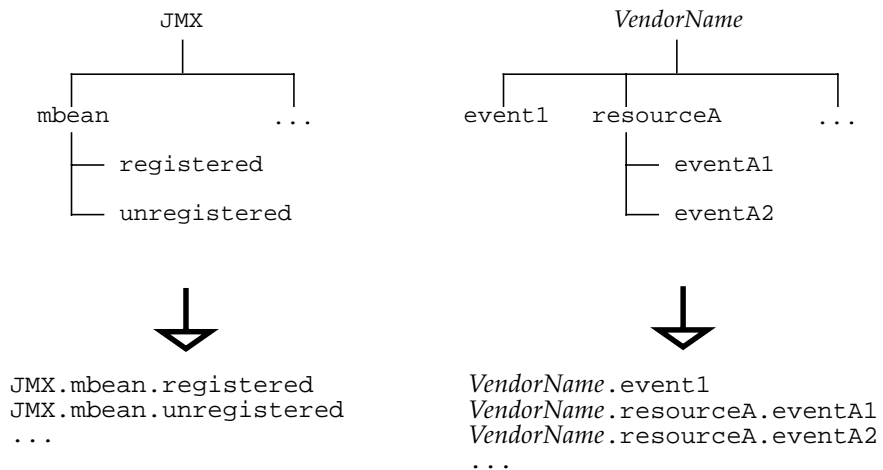 JMX
mbean
...
registered
unregistered
JMX.mbean.registered
JMX.mbean.unregistered
...
VendorName
event1
resourceA
...
eventA1
eventA2
VendorName.event1
VendorName.resourceA.eventA1
VendorName.resourceA.eventA2
...